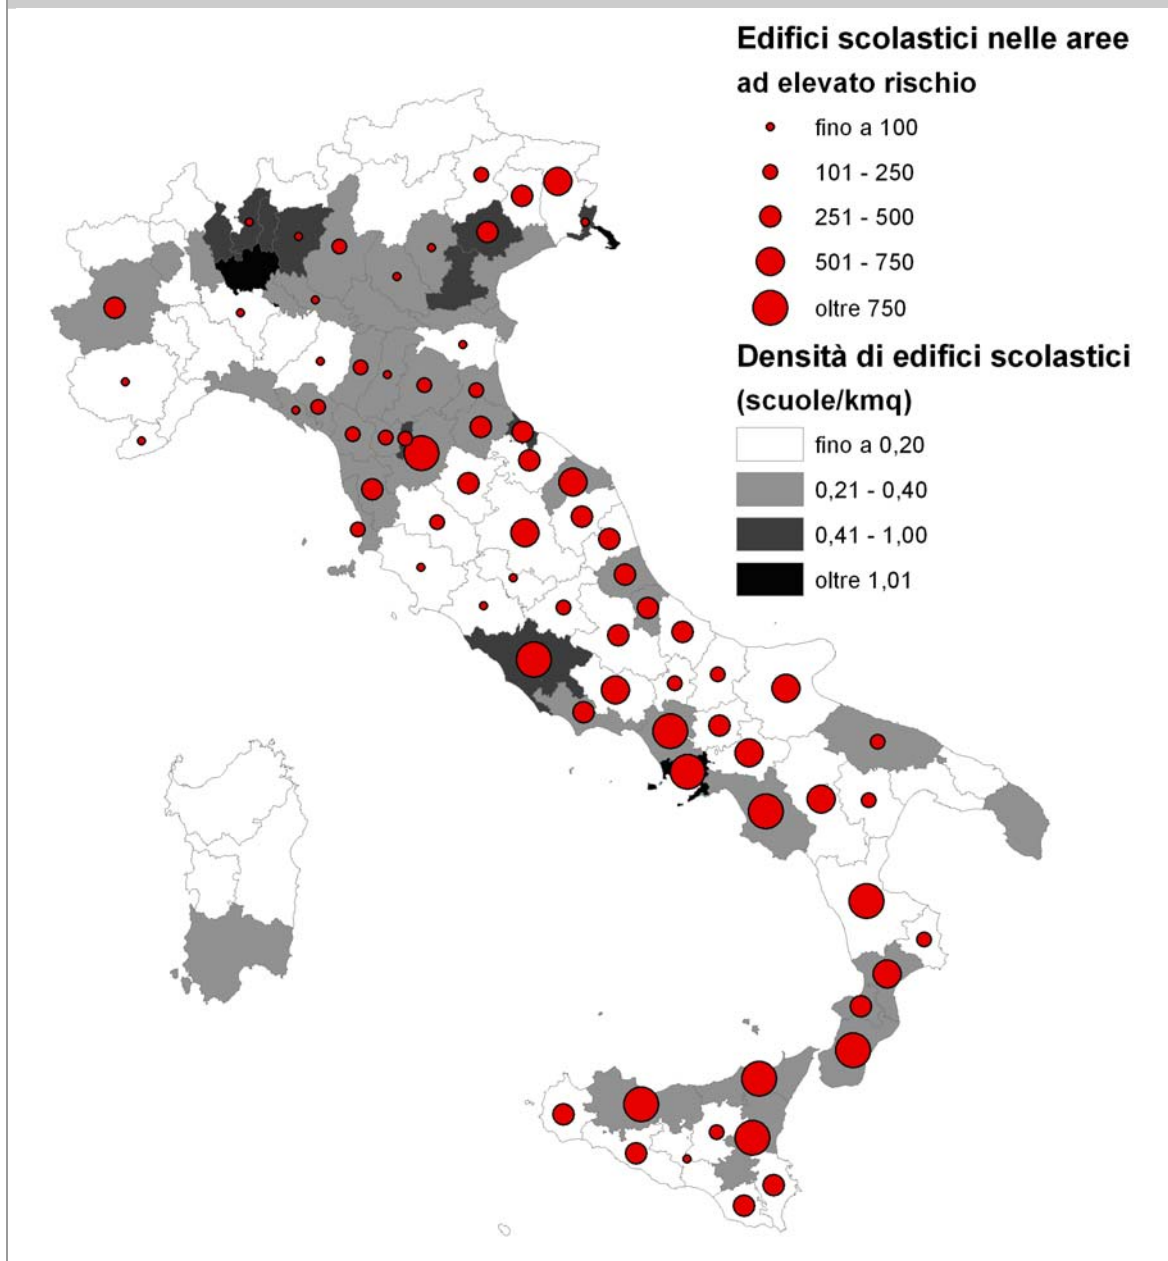 Edifici scolastici nelle aree
ad elevato rischio
fino a 100
101 - 250
251 - 500
501 - 750
oltre 750
Densità di edifici scolastici
(scuole/kmq)
fino a 0,20
0,21 - 0,40
0,41 - 1,00
oltre 1,01